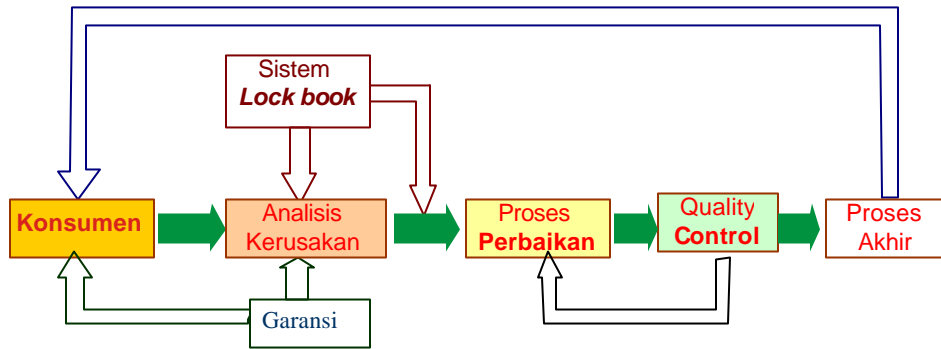 Sistem
Lock book
Konsumen
Analisis
Kerusakan
Proses
Perbaikan
Quality
Control
Proses
Akhir
Garansi